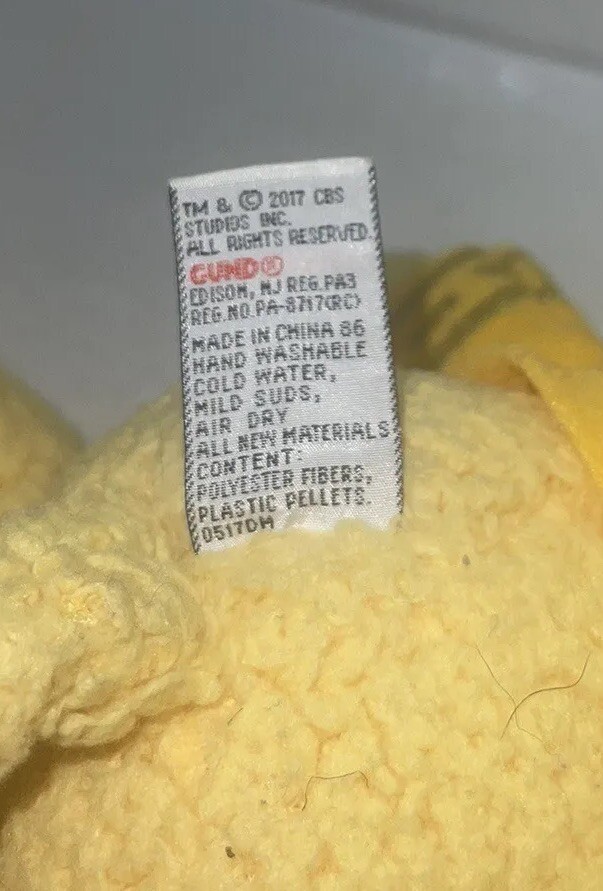 TM & © 2017 CBS
STUDIOS INC.
ALL RIGHTS RESERVED.
GUND®
EDISON, NJ REG.PA3
REG.NO.PA-8717(RC)
MADE IN CHINA 86
HAND WASHABLE
COLD WATER,
MILD SUDS,
AIR DRY
ALL NEW MATERIALS
CONTENT:
POLYESTER FIBERS,
PLASTIC PELLETS.
0517DM